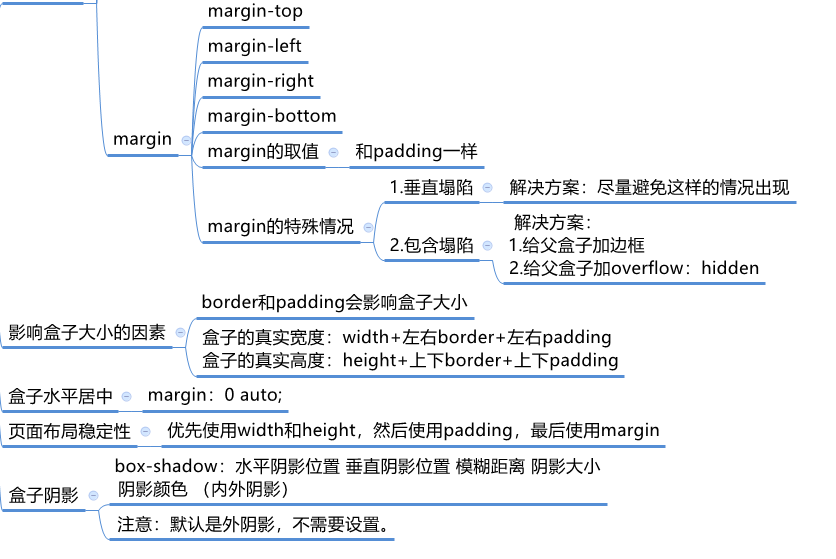 margin-top
margin-left
margin-right
margin-bottom
margin
margin的取值
和padding一样
margin的特殊情况
1.垂直塌陷
解决方案：尽量避免这样的情况出现
2.包含塌陷
解决方案：
1.给父盒子加边框
2.给父盒子加overflow：hidden
影响盒子大小的因素
border和padding会影响盒子大小
盒子的真实宽度：width+左右border+左右padding
盒子的真实高度：height+上下border+上下padding
盒子水平居中
margin：0 auto;
页面布局稳定性
优先使用width和height，然后使用padding，最后使用margin
盒子阴影
box-shadow：水平阴影位置 垂直阴影位置 模糊距离 阴影大小
阴影颜色 （内外阴影）
注意：默认是外阴影，不需要设置。